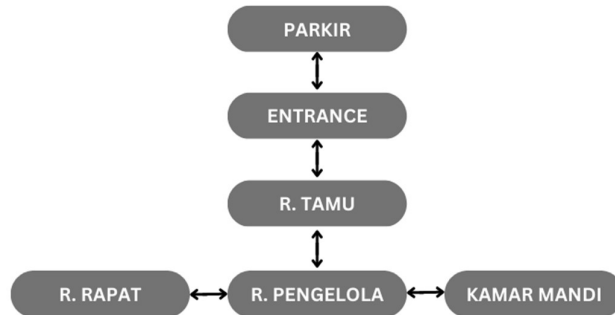 PARKIR
ENTRANCE
R. TAMU
R. RAPAT
R. PENGELOLA
KAMAR MANDI